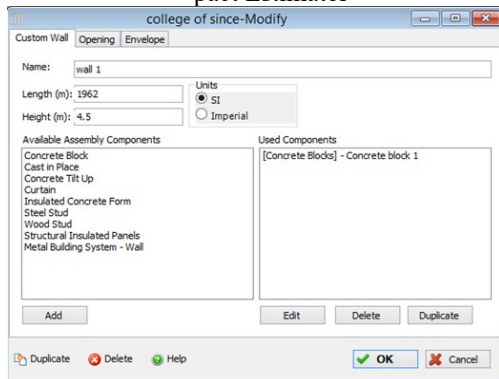 past Estimator
college of since-Modify
Custom Wall Opening Envelope
Name: wall 1
Units
Length (m): 1962 SI
Height (m): 4.5 Imperial
Available Assembly Components Used Components
Concrete Block [Concrete Blocks] - Concrete block 1
Cast in Place
Concrete Tilt Up
Curtain
Insulated Concrete Form
Steel Stud
Wood Stud
Structural Insulated Panels
Metal Building System - Wall
Add Edit Delete Duplicate
Duplicate Delete Help OK Cancel